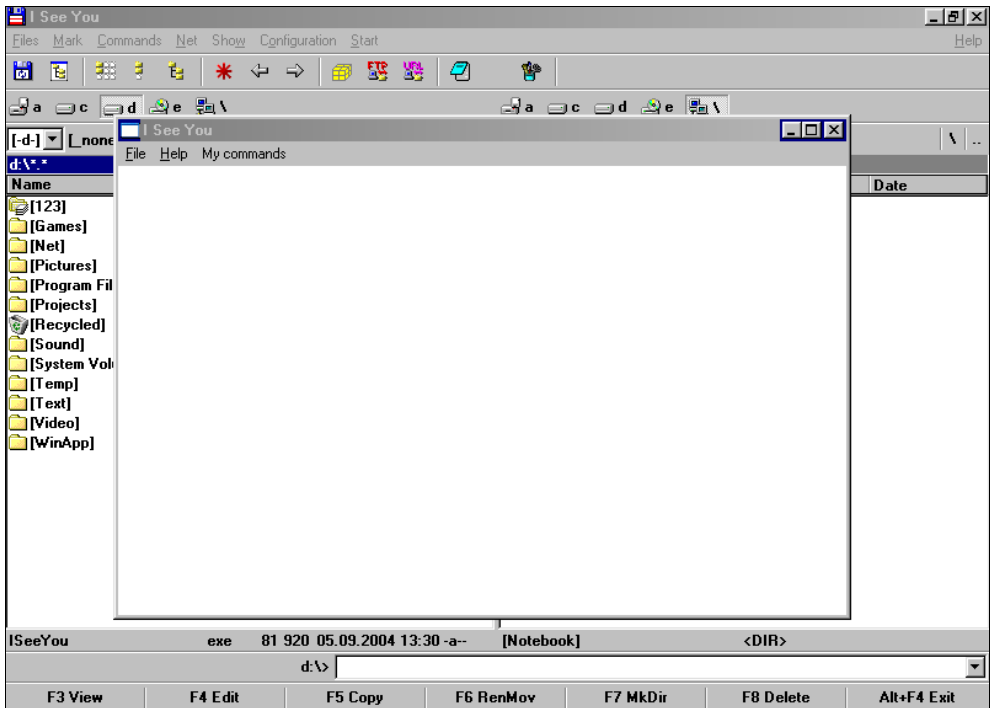 I See You
Files Mark Commands Net Show Configuration Start Help
FTP URL
a c d e \ a c d e \
[-d-] [_none \ ..
I See You
File Help My commands
d:\*.*
Name Date
[123]
[Games]
[Net]
[Pictures]
[Program Fil
[Projects]
[Recycled]
[Sound]
[System Vol
[Temp]
[Text]
[Video]
[WinApp]
ISeeYou exe 81 920 05.09.2004 13:30 -a-- [Notebook] <DIR>
d:\>
F3 View F4 Edit F5 Copy F6 RenMov F7 MkDir F8 Delete Alt+F4 Exit